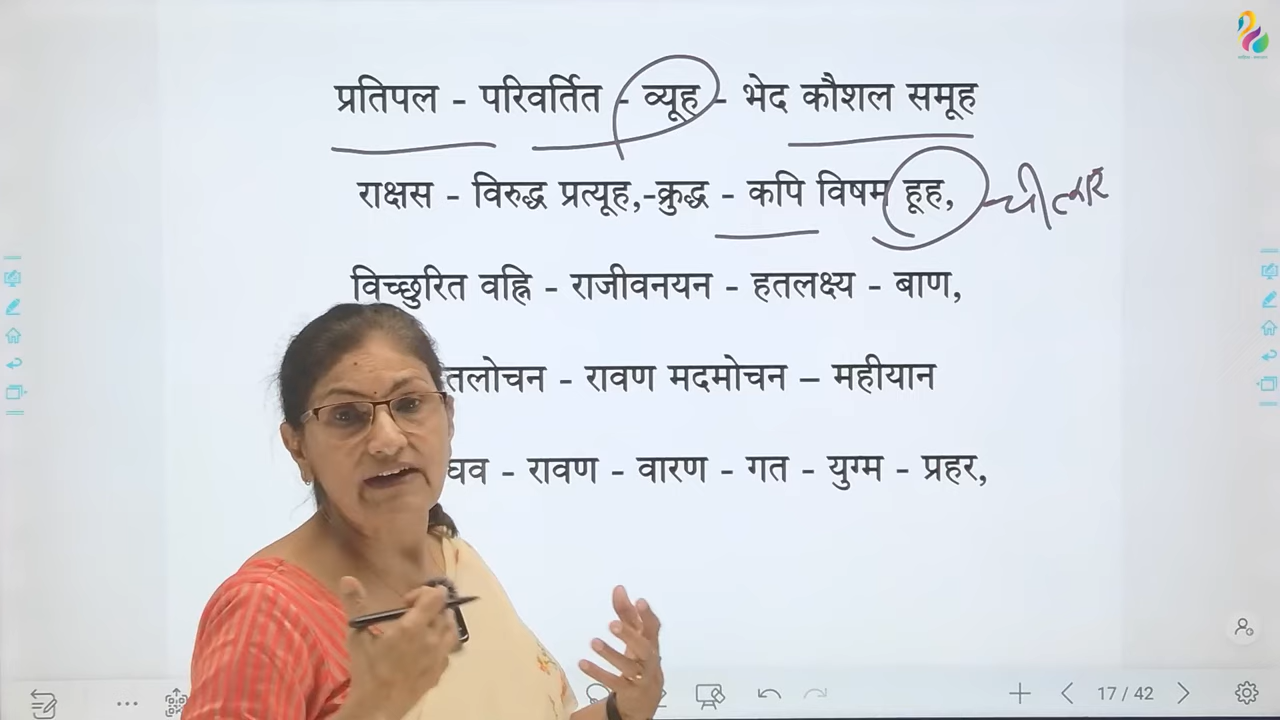 प्रतिपल - परिवर्तित - व्यूह - भेद कौशल समूह
राक्षस - विरुद्ध प्रत्यूह,-क्रुद्ध - कपि विषम हूह, चीत्कार
विच्छुरित वह्नि - राजीवनयन - हतलक्ष्य - बाण,
तलोचन - रावण मदमोचन – महीयान
घव - रावण - वारण - गत - युग्म - प्रहर,
17 / 42